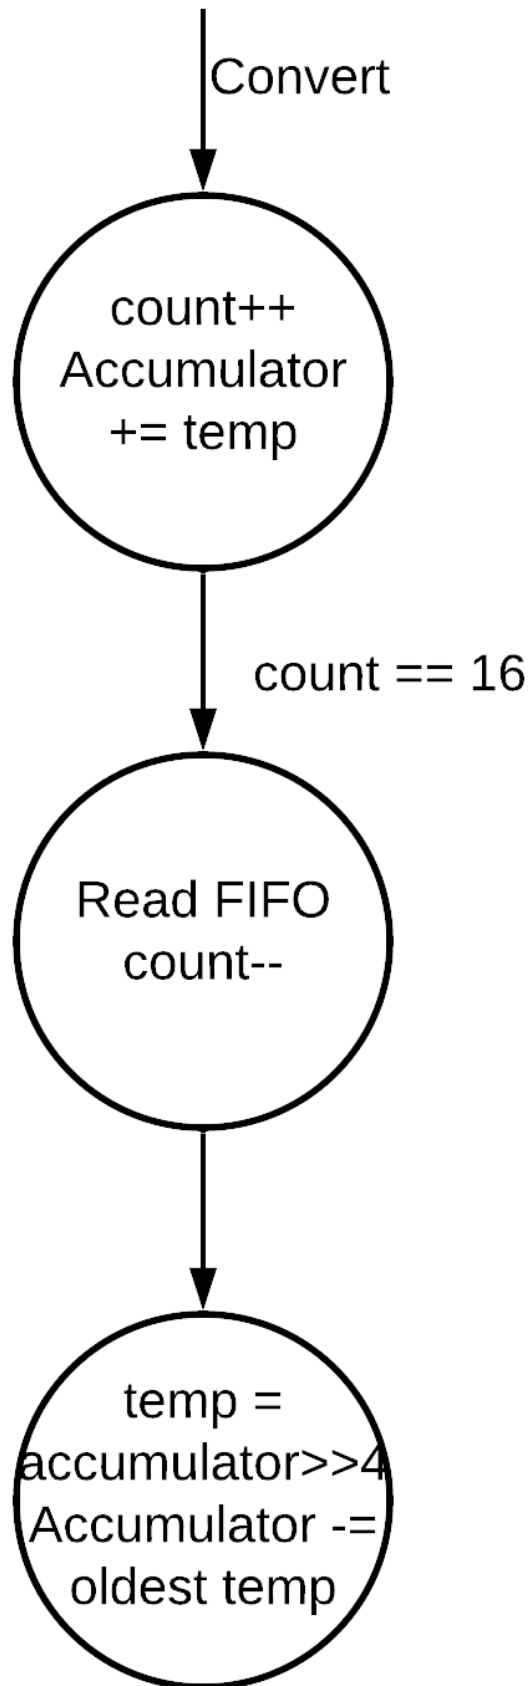 Convert
count++
Accumulator
+= temp
count == 16
Read FIFO
count--
temp =
accumulator>>4
Accumulator -=
oldest temp